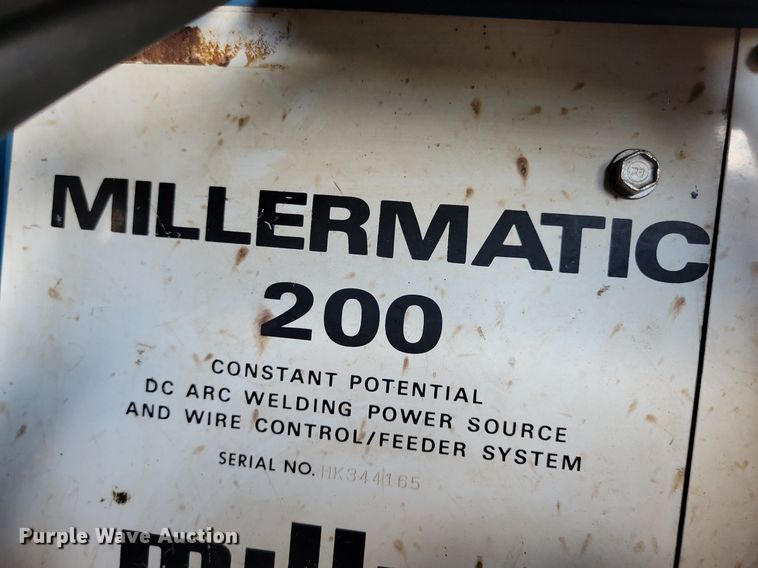 MILLERMATIC
200
CONSTANT POTENTIAL
DC ARC WELDING POWER SOURCE
AND WIRE CONTROL/FEEDER SYSTEM
SERIAL NO. HK344165
Purple Wave Auction